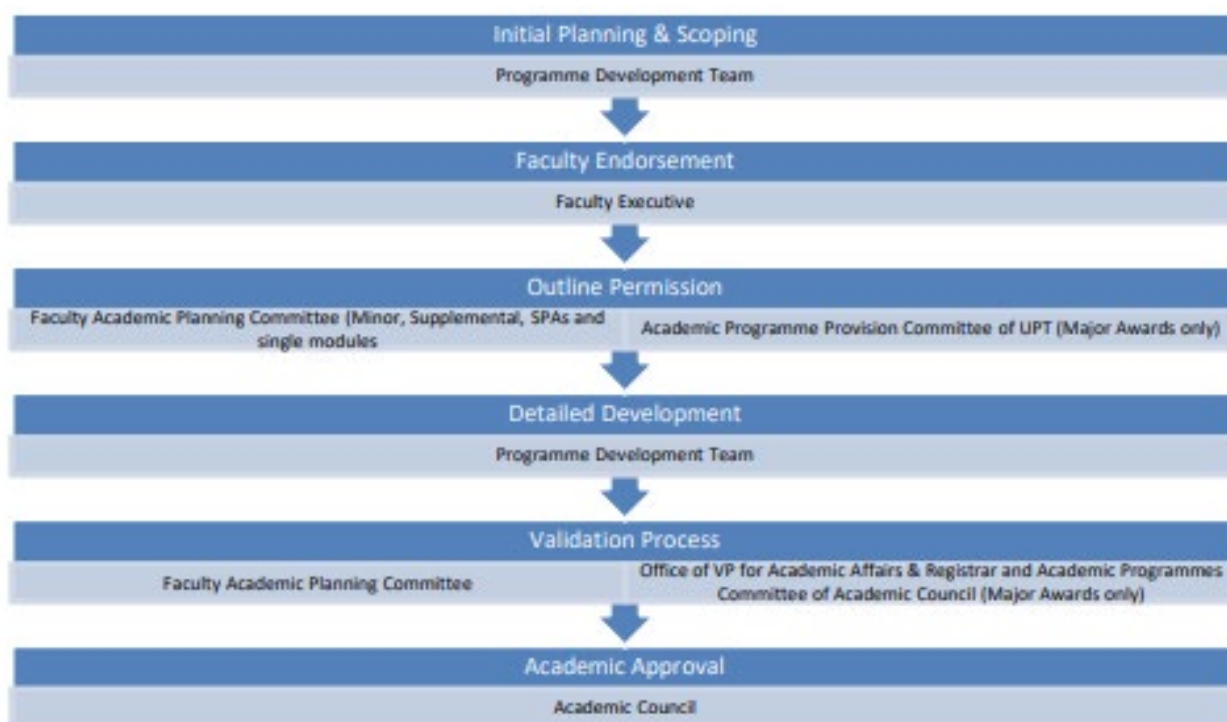 Initial Planning & Scoping
Programme Development Team
Faculty Endorsement
Faculty Executive
Outline Permission
Faculty Academic Planning Committee (Minor, Supplemental, SPAs and
single modules
Academic Programme Provision Committee of UPT (Major Awards only)
Detailed Development
Programme Development Team
Validation Process
Faculty Academic Planning Committee
Office of VP for Academic Affairs & Registrar and Academic Programmes
Committee of Academic Council (Major Awards only)
Academic Approval
Academic Council